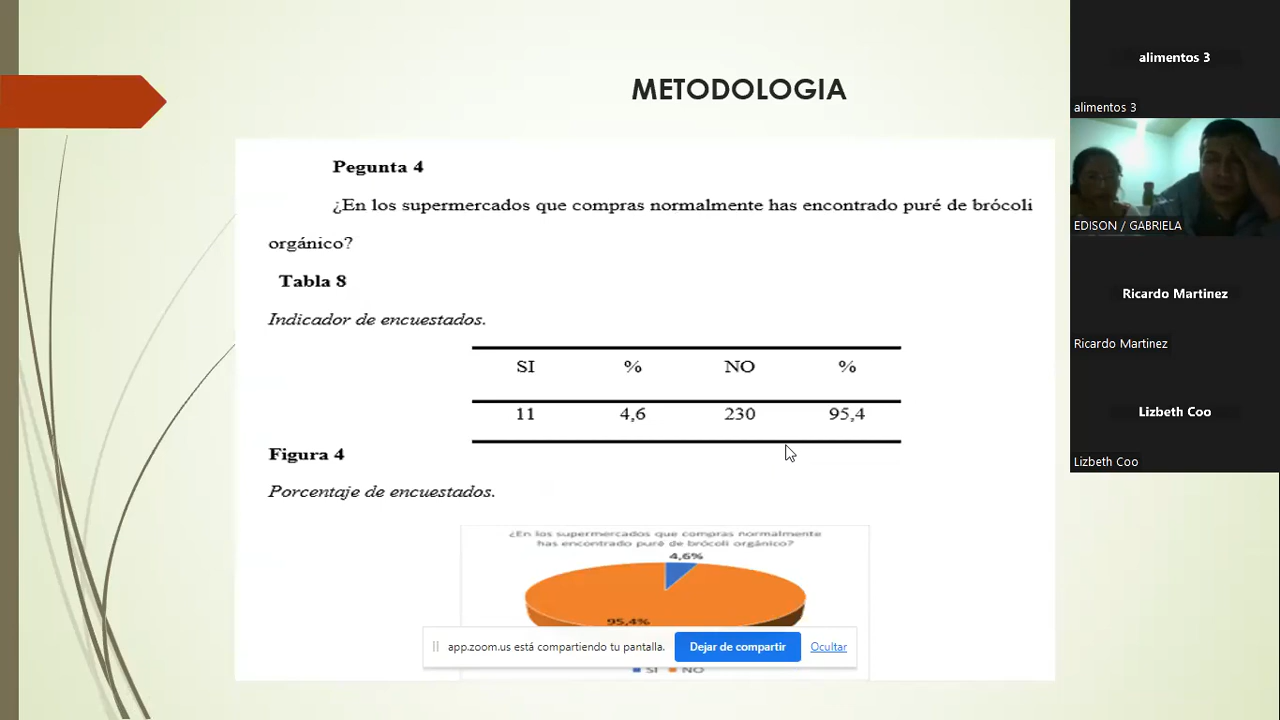 METODOLOGIA
Pegunta 4
¿En los supermercados que compras normalmente has encontrado puré de brócoli
orgánico?
Tabla 8
Indicador de encuestados.
SI % NO %
11 4,6 230 95,4
Figura 4
Porcentaje de encuestados.
¿En los supermercados que compras normalmente
has encontrado puré de brócoli orgánico?
4,6%
95,4%
app.zoom.us está compartiendo tu pantalla.
Dejar de compartir
Ocultar
SI NO
alimentos 3
alimentos 3
EDISON / GABRIELA
Ricardo Martinez
Ricardo Martinez
Lizbeth Coo
Lizbeth Coo